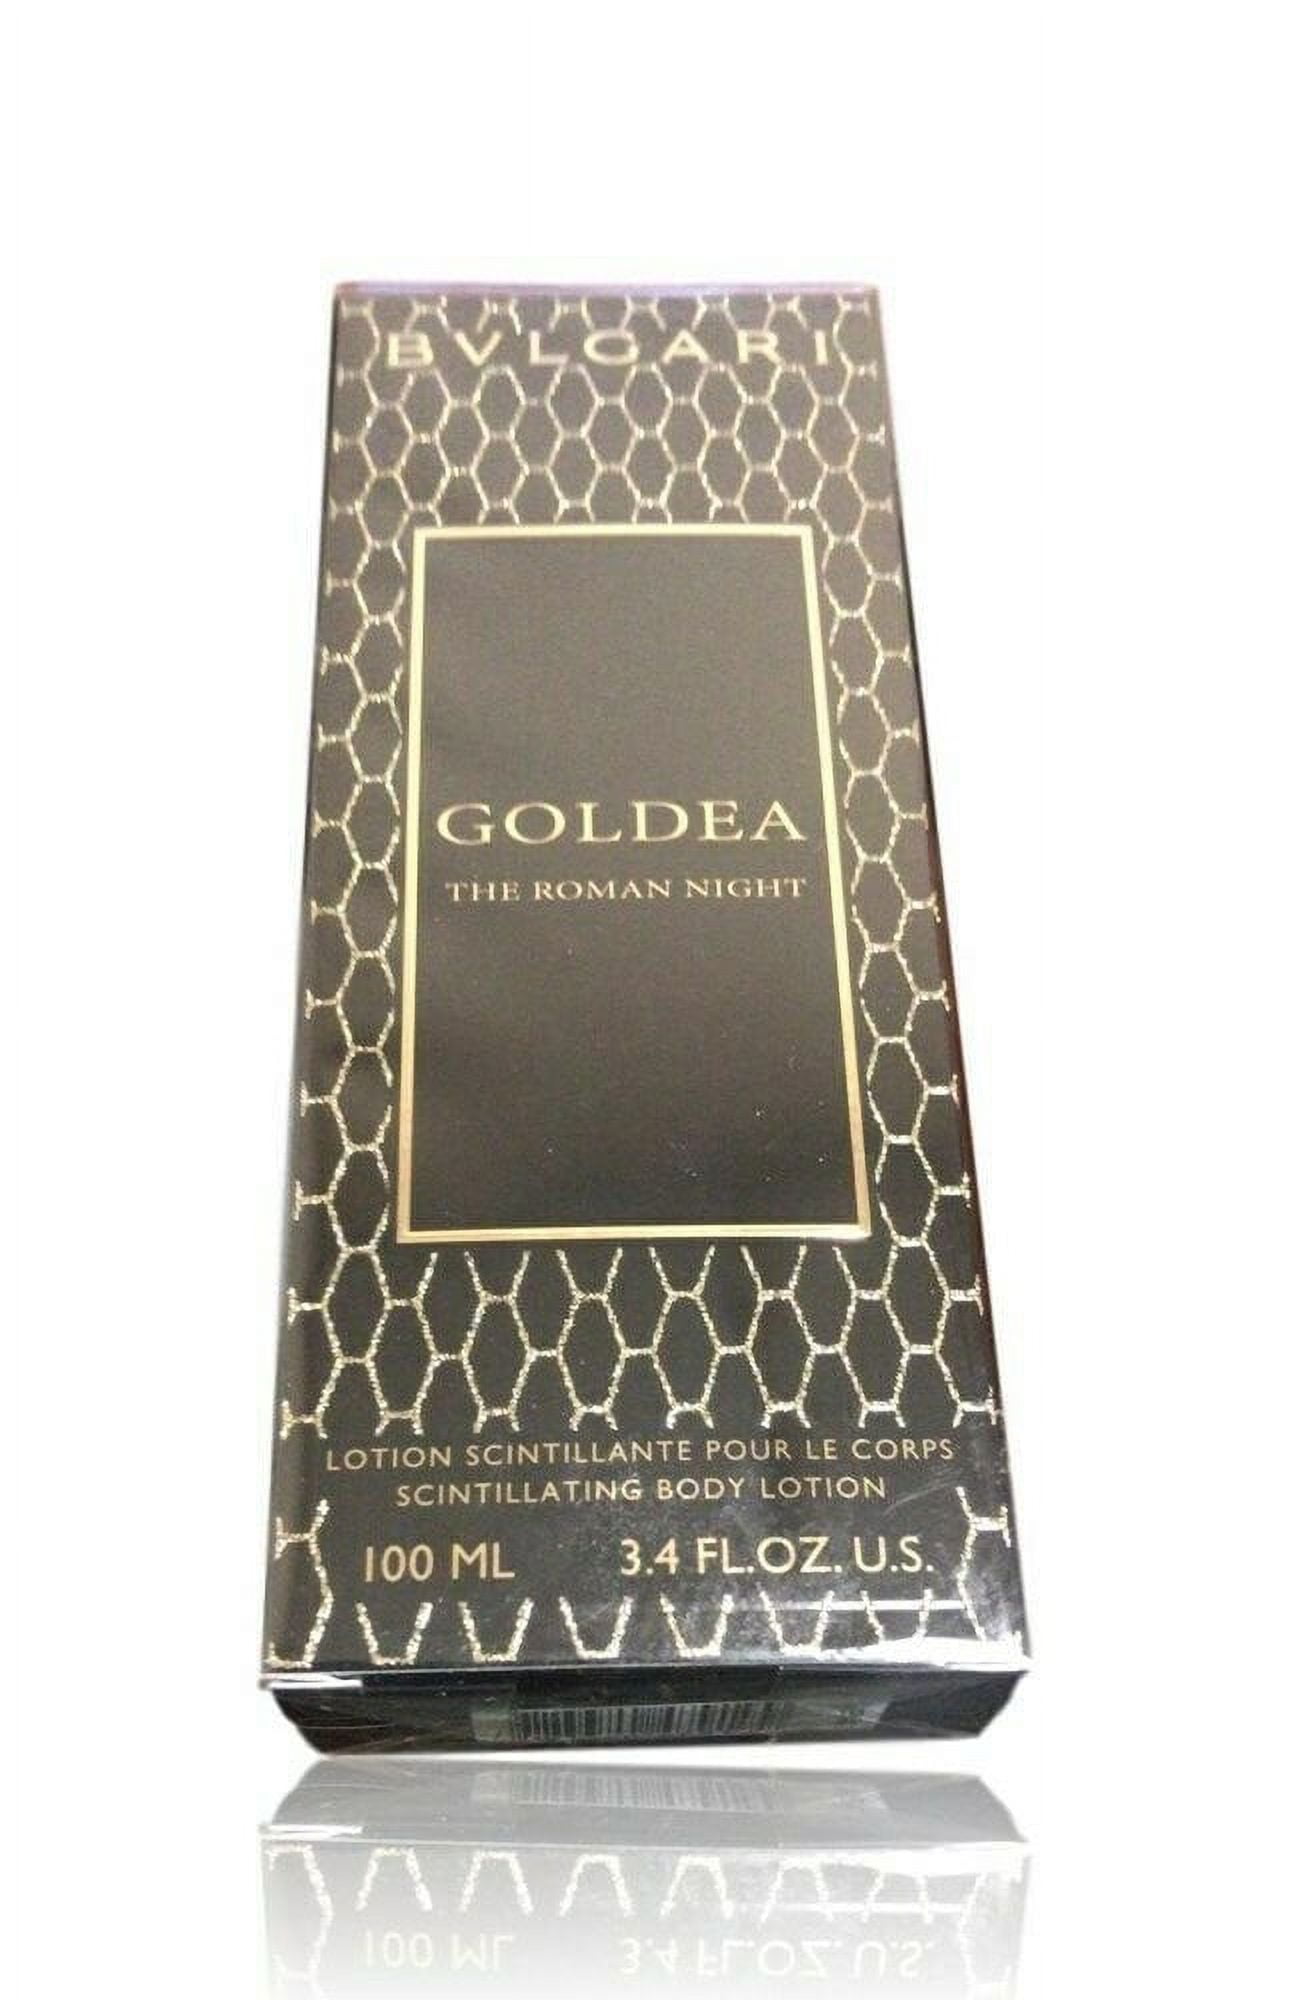 BVLGARI
GOLDEA
THE ROMAN NIGHT
LOTION SCINTILLANTE POUR LE CORPS
SCINTILLATING BODY LOTION
100 ML 3.4 FL.OZ. U.S.